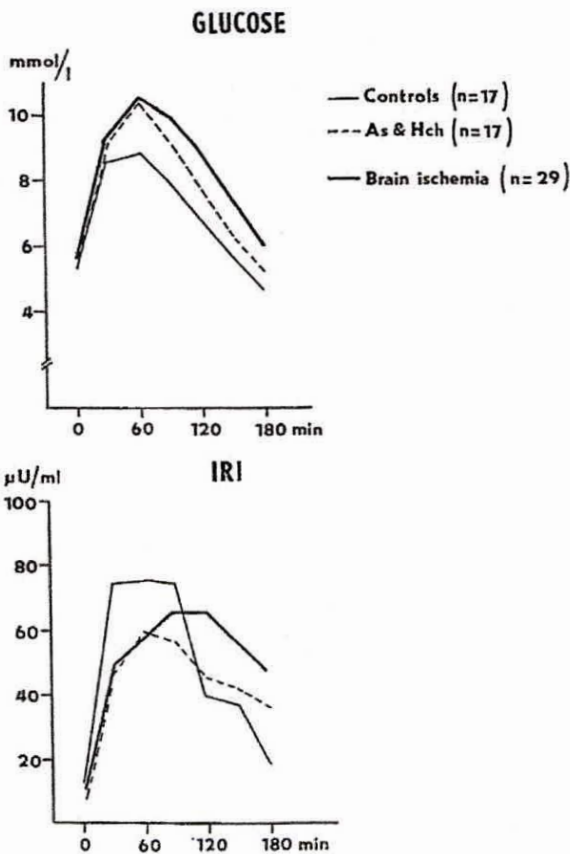 GLUCOSE
mmol/l
10
8
6
4
0 60 120 180 min
Controls (n=17)
As & Hch (n=17)
Brain ischemia (n=29)
IRI
µU/ml
100
80
60
40
20
0 60 120 180 min